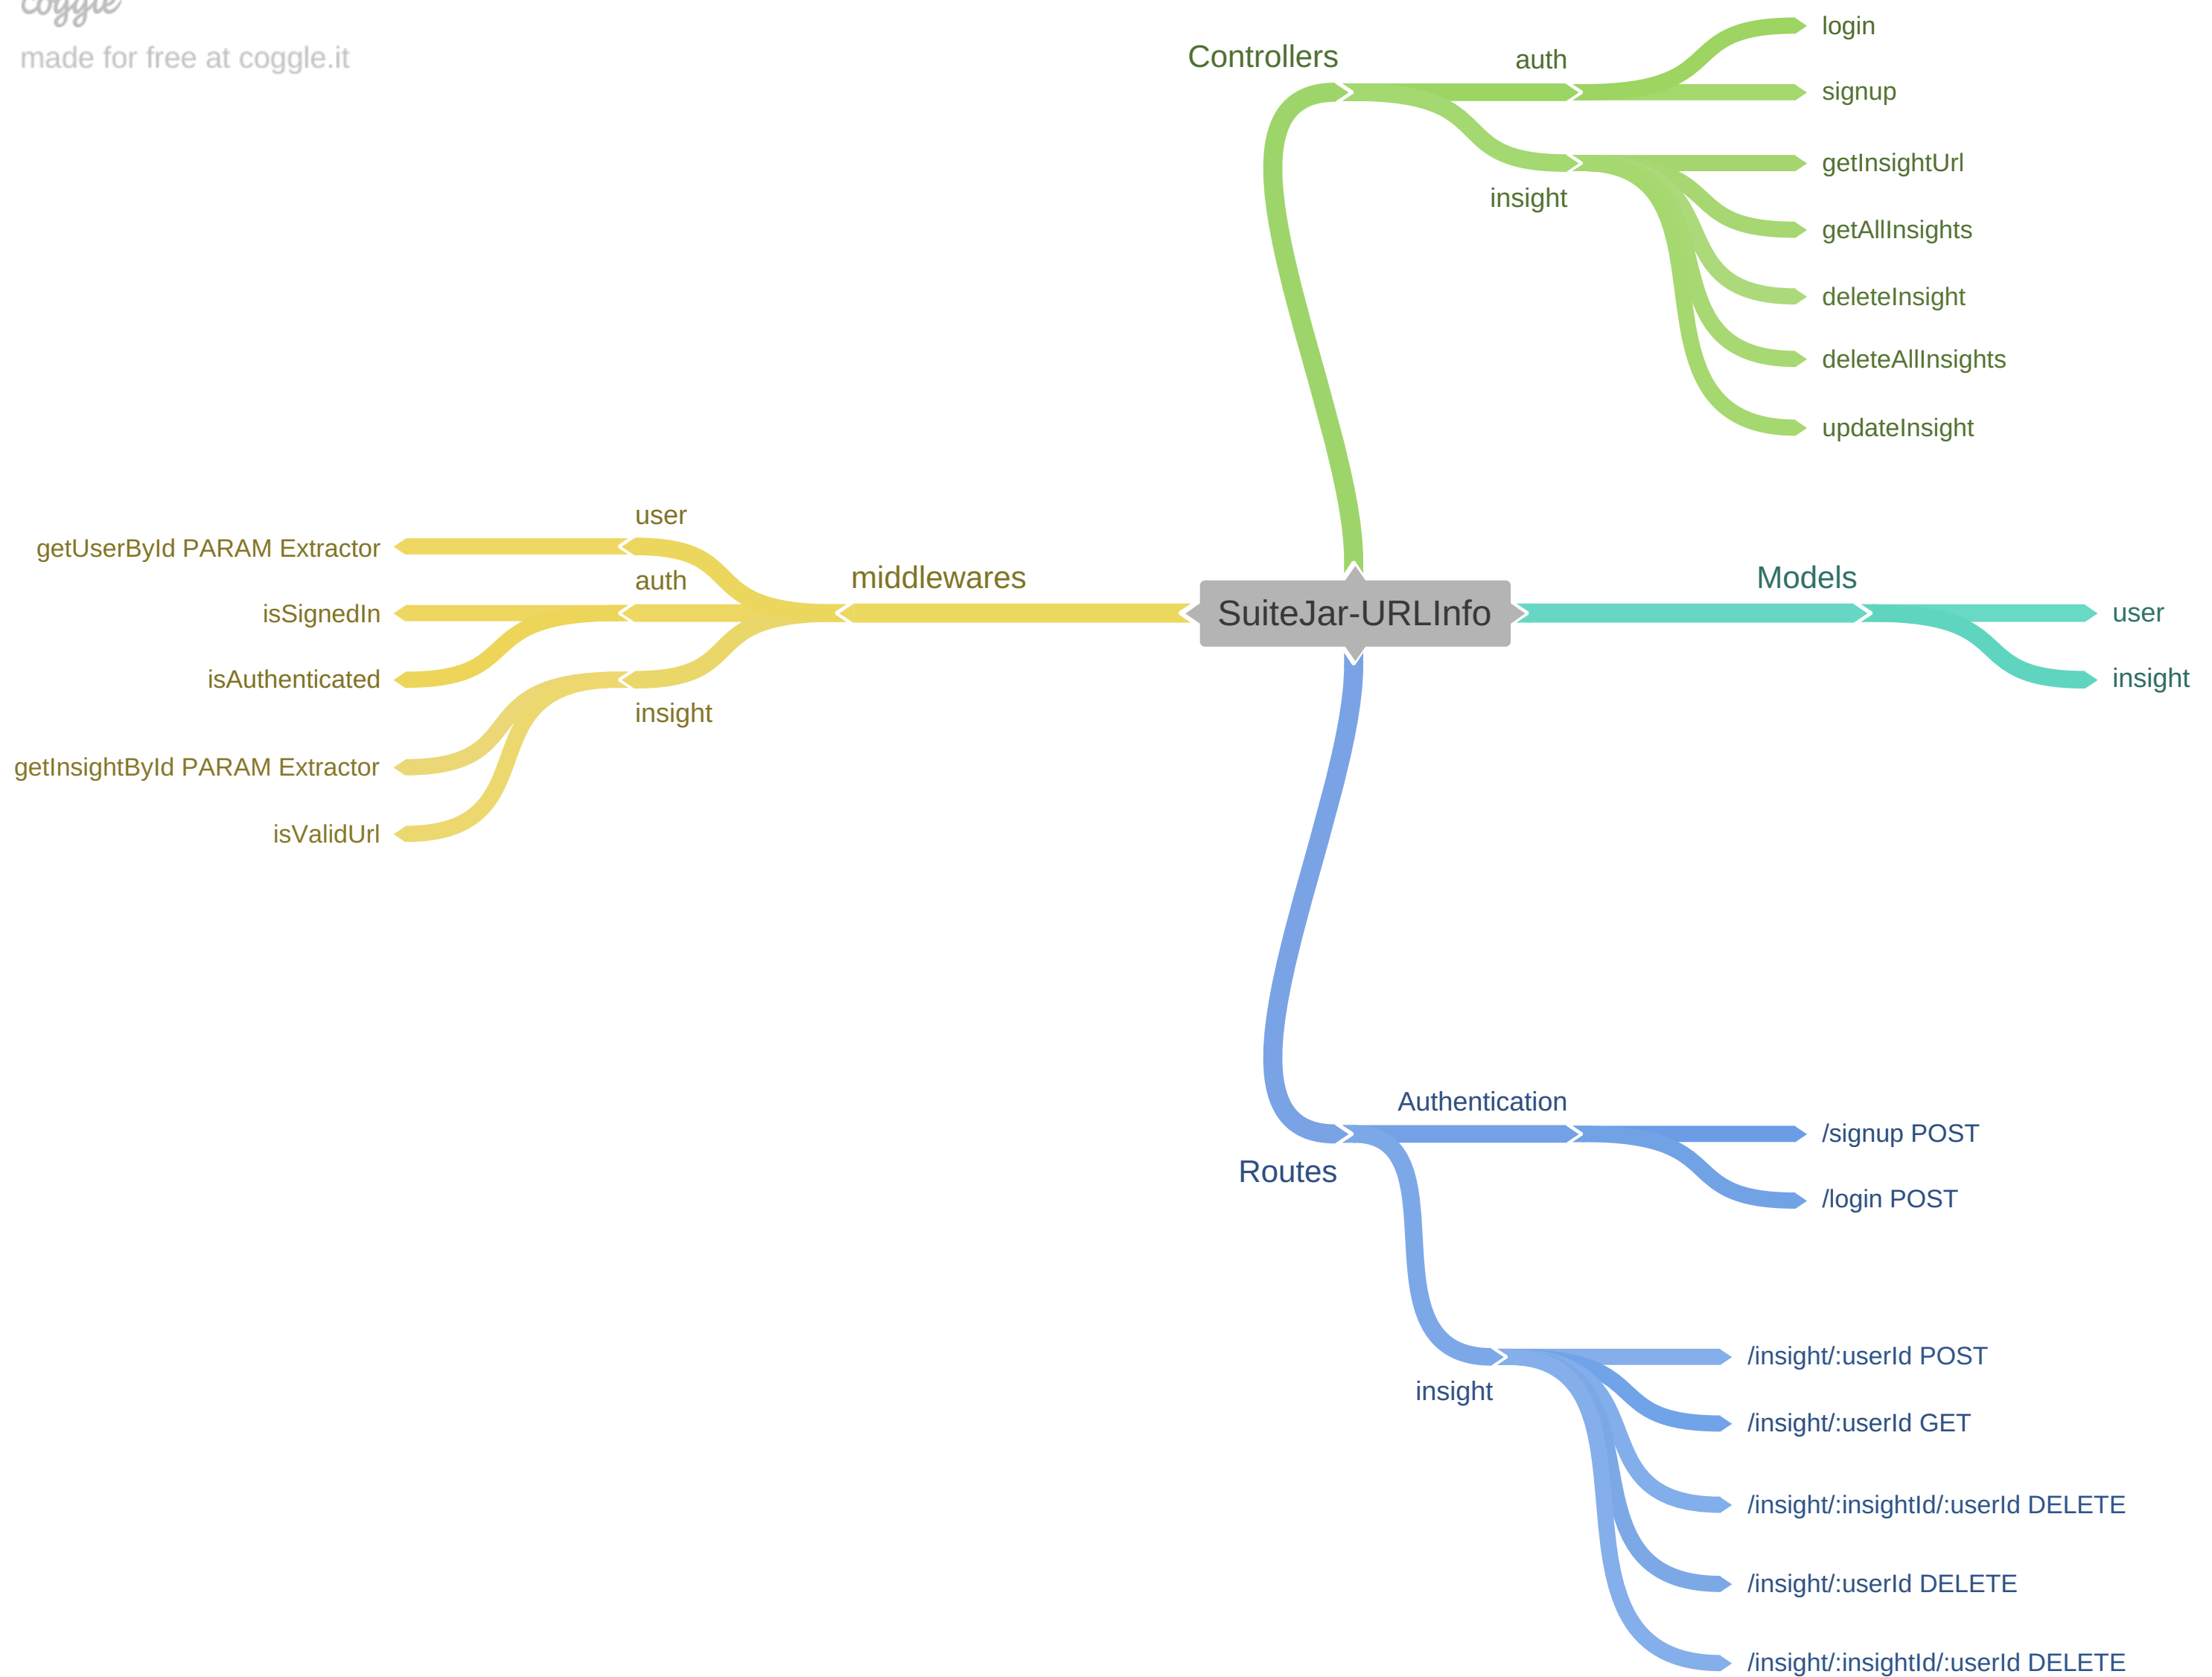 coggle
made for free at coggle.it
Controllers
auth
login
signup
insight
getInsightUrl
getAllInsights
deleteInsight
deleteAllInsights
updateInsight
SuiteJar-URLInfo
Models
user
insight
middlewares
user
getUserById PARAM Extractor
auth
isSignedIn
isAuthenticated
insight
getInsightById PARAM Extractor
isValidUrl
Routes
Authentication
/signup POST
/login POST
insight
/insight/:userId POST
/insight/:userId GET
/insight/:insightId/:userId DELETE
/insight/:userId DELETE
/insight/:insightId/:userId DELETE